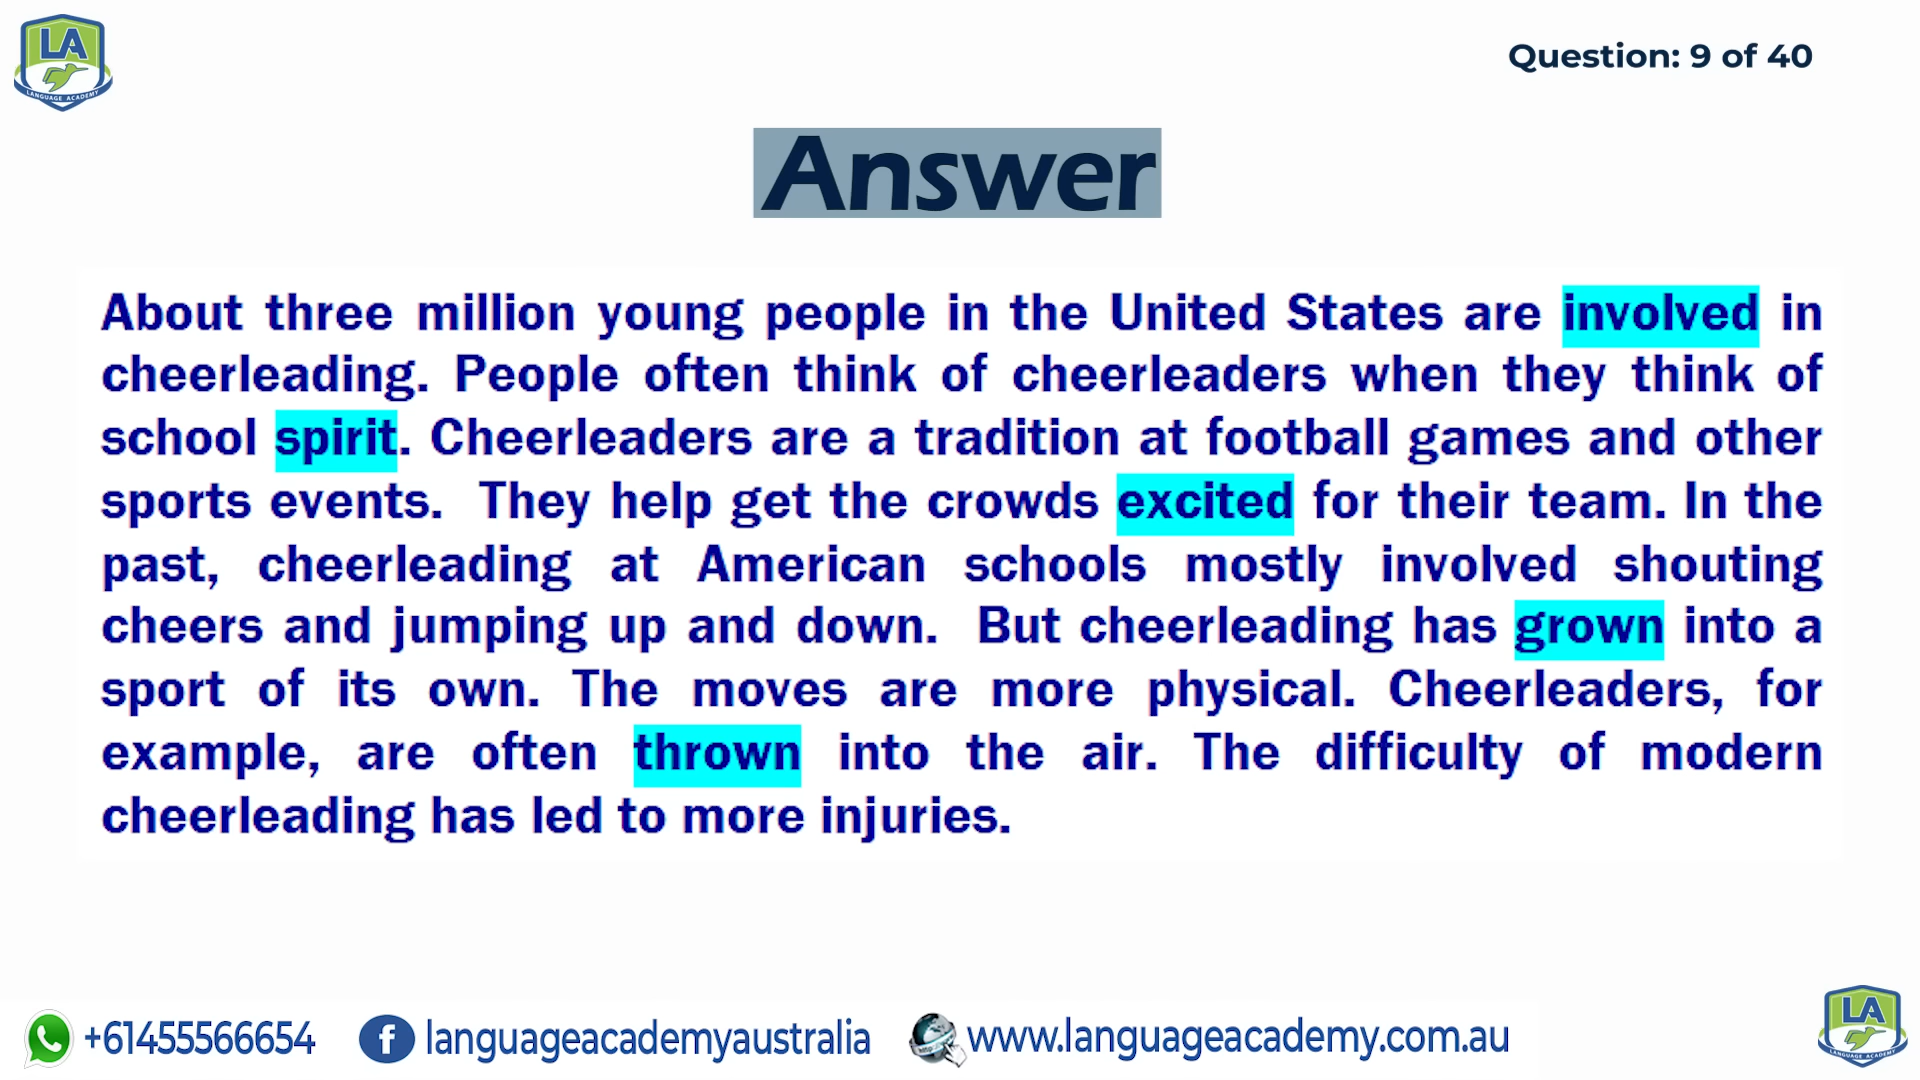 LA
LANGUAGE ACADEMY
Question: 9 of 40
Answer
About three million young people in the United States are involved in
cheerleading. People often think of cheerleaders when they think of
school spirit. Cheerleaders are a tradition at football games and other
sports events. They help get the crowds excited for their team. In the
past, cheerleading at American schools mostly involved shouting
cheers and jumping up and down. But cheerleading has grown into a
sport of its own. The moves are more physical. Cheerleaders, for
example, are often thrown into the air. The difficulty of modern
cheerleading has led to more injuries.
+61455566654
f languageacademyaustralia
www.languageacademy.com.au
LA
LANGUAGE ACADEMY